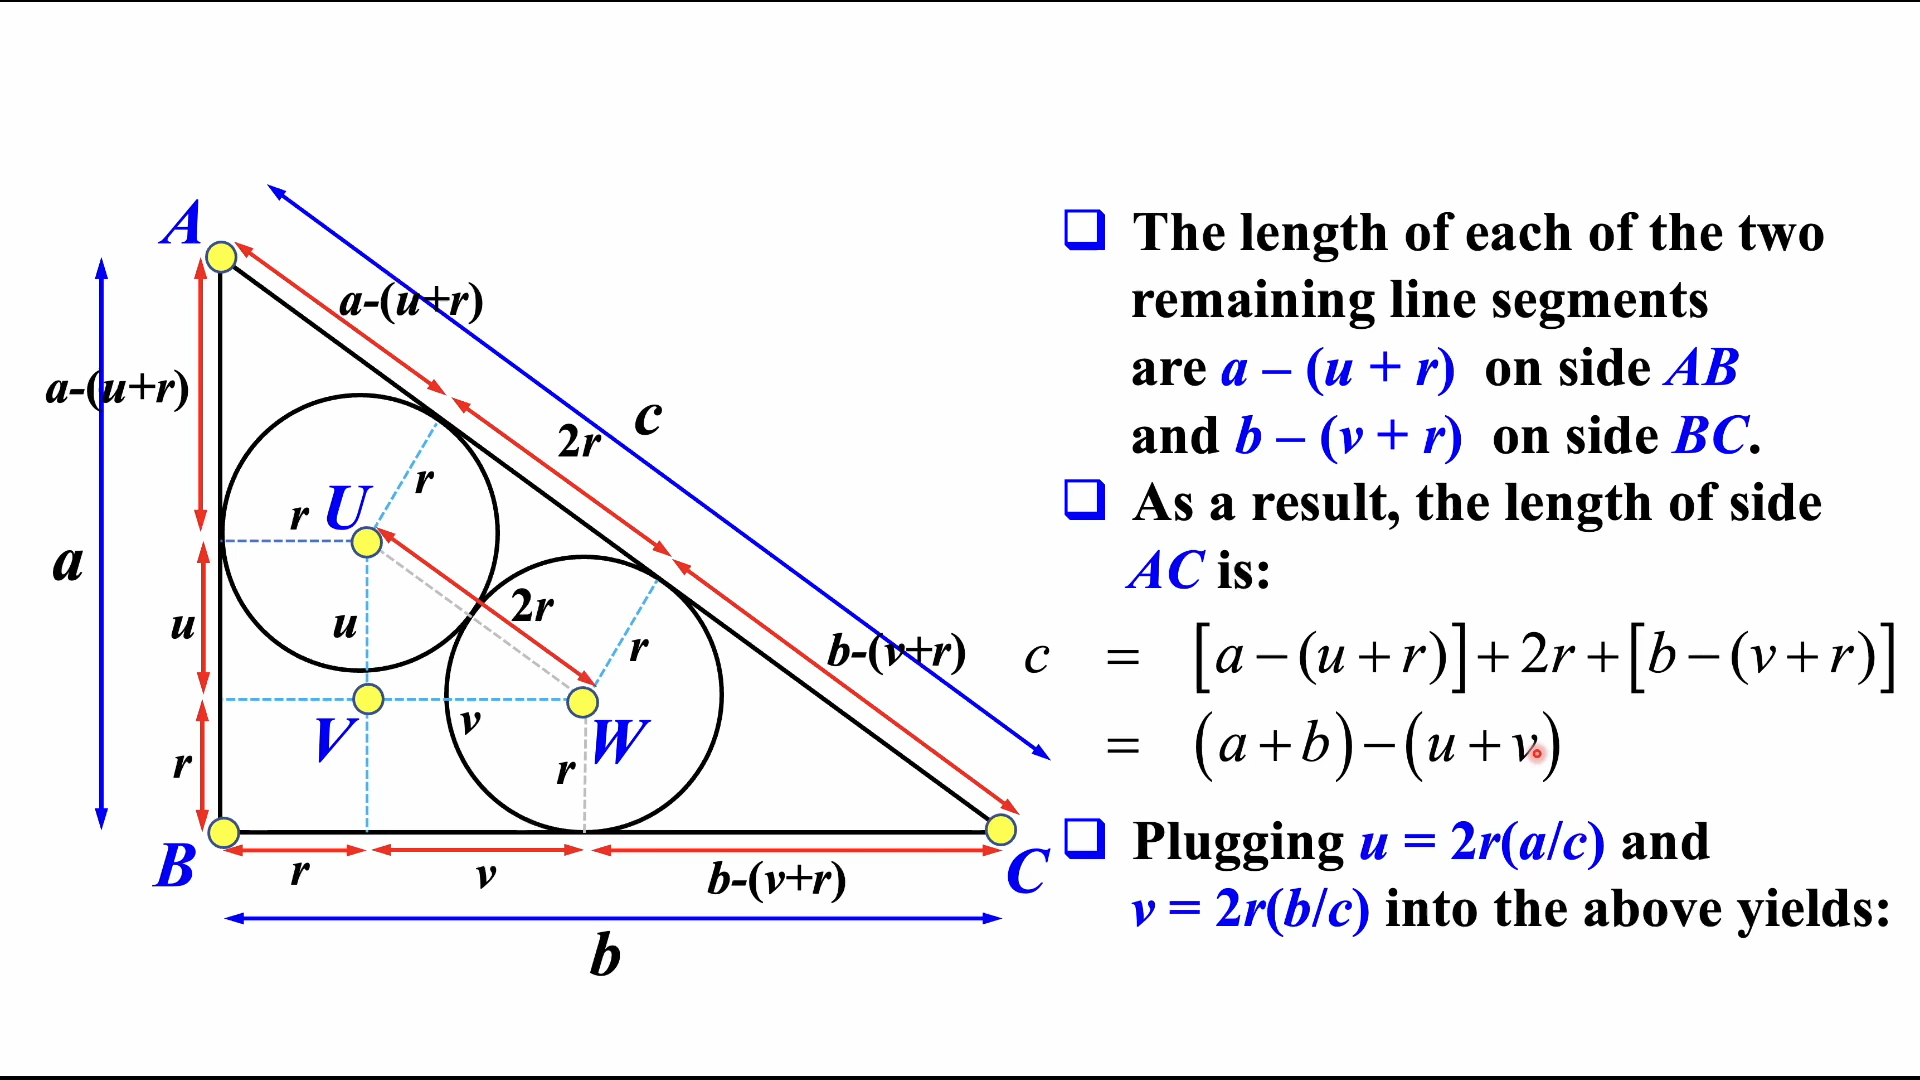 A
a-(u+r)
c
a-(u+r)
2r
r
r U
a
u
u
2r
r
b-(v+r)
V
v
W
r
r
B
r
v
b-(v+r)
C
b
❑ The length of each of the two
remaining line segments
are a – (u + r) on side AB
and b – (v + r) on side BC.
❑ As a result, the length of side
AC is:
c = [a − (u + r)] + 2r + [b − (v + r)]
= (a + b) − (u + v)
❑ Plugging u = 2r(a/c) and
v = 2r(b/c) into the above yields: